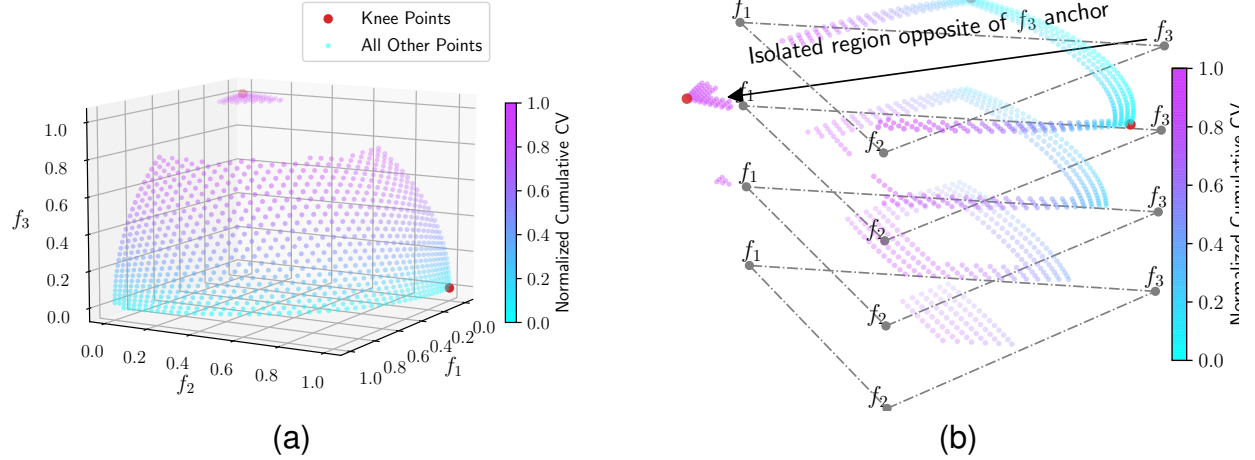 Knee Points
All Other Points
1.0
0.8
0.6
0.4
0.2
0.0
f₃
0.0
0.2
0.4
0.6
0.8
1.0
f₂
1.0
0.8
0.6
0.4
0.2
0.0
f₁
1.0
0.8
0.6
0.4
0.2
0.0
Normalized Cumulative CV
(a)
f₁
Isolated region opposite of f₃ anchor
f₃
f₁
f₃
f₂
f₁
f₃
f₂
f₁
f₃
f₂
f₂
1.0
0.8
0.6
0.4
0.2
0.0
Normalized Cumulative CV
(b)